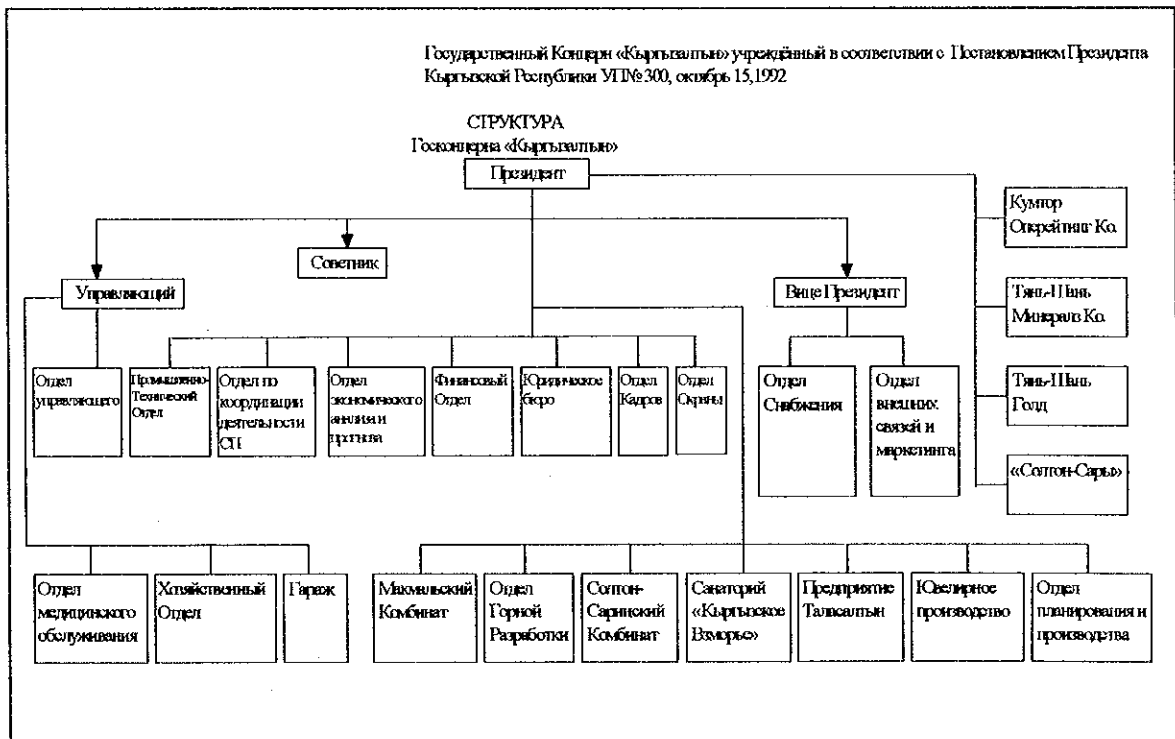 Государственный Концерн «Кыргызалтын» учреждённый в соответствии с Постановлением Президента
Кыргызской Республики УП№ 300, октябрь 15,1992
СТРУКТУРА
Госконцерна «Кыргызалтын»
Президент
Кумтор
Оперейтинг Ко.
Советник
Управляющий
Вице Президент
Тянь-Шань
Минералз Ко.
Отдел
управляющего
Промышленно-
Технический
Отдел
Отдел по
координации
деятельности
СП
Отдел
экономического
анализа и
прогноза
Финансовый
Отдел
Юридическое
бюро
Отдел
Кадров
Отдел
Охраны
Отдел
Снабжения
Отдел
внешних
связей и
маркетинга
Тянь-Шань
Голд
«Солтон-Сары»
Отдел
медицинского
обслуживания
Хозяйственный
Отдел
Гараж
Макмальский
Комбинат
Отдел
Горной
Разработки
Солтон-
Саринский
Комбинат
Санаторий
«Кыргызское
Взморье»
Предприятие
Таласалтын
Ювелирное
производство
Отдел
планирования и
производства